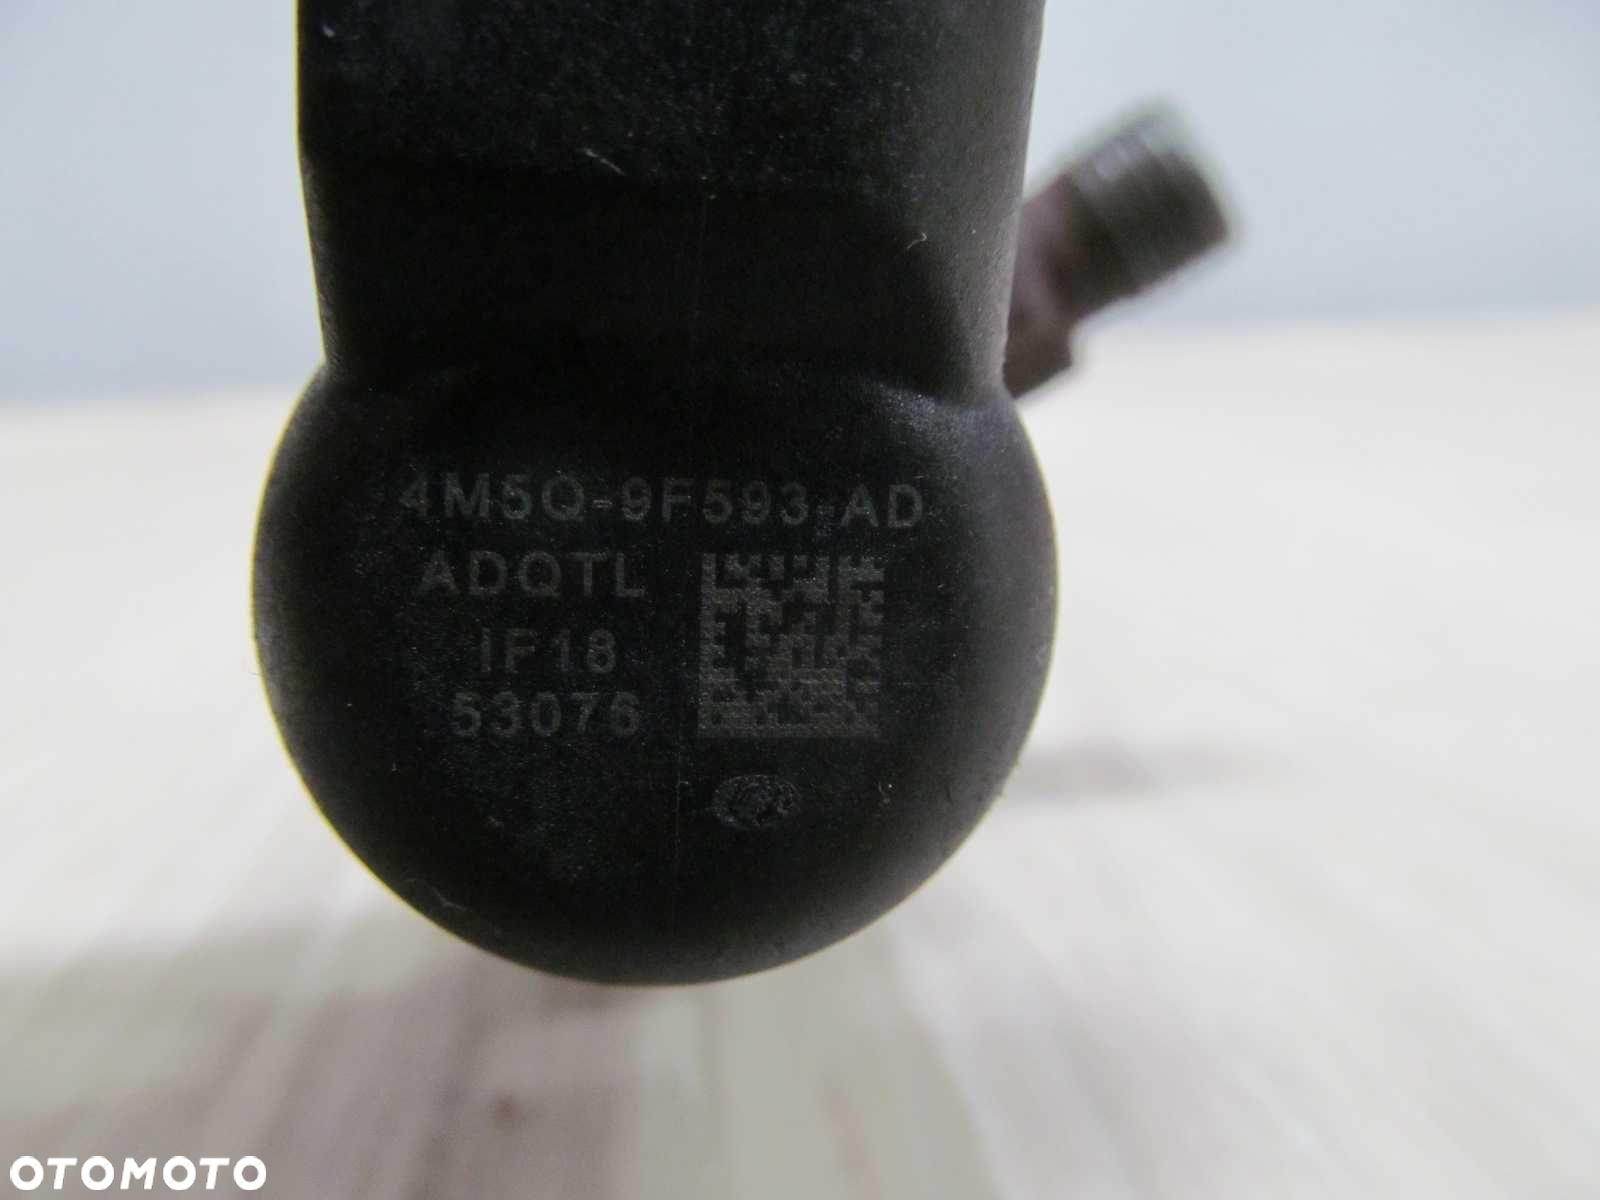 4M5Q-9F593-AD
ADQTL
IF18
53076
OTOMOTO